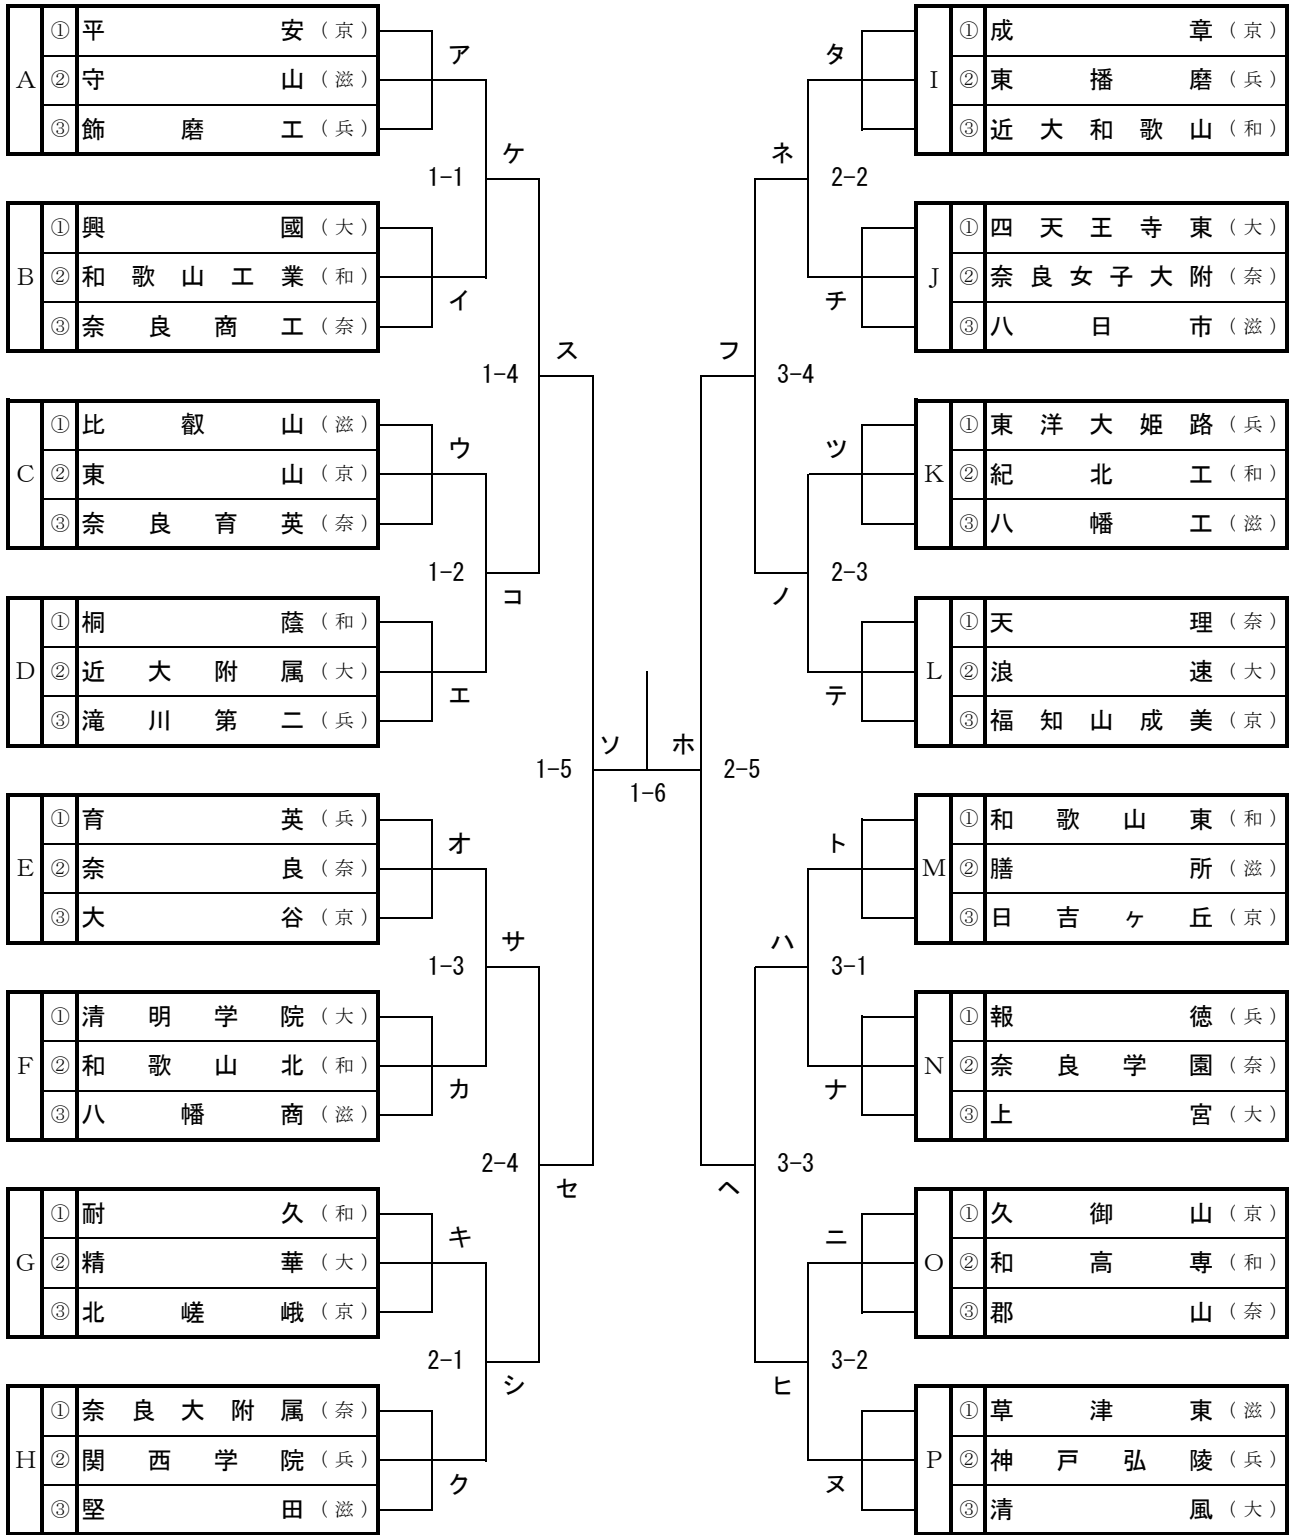 A
① 平安（京）
② 守山（滋）
③ 飾磨工（兵）
ア
ケ
1-1
B
① 興國（大）
② 和歌山工業（和）
③ 奈良商工（奈）
イ
ス
1-4
C
① 比叡山（滋）
② 東山（京）
③ 奈良育英（奈）
ウ
1-2
コ
D
① 桐蔭（和）
② 近大附属（大）
③ 滝川第二（兵）
エ
ソ
1-5
E
① 育英（兵）
② 奈良（奈）
③ 大谷（京）
オ
サ
1-3
F
① 清明学院（大）
② 和歌山北（和）
③ 八幡商（滋）
カ
2-4
セ
G
① 耐久（和）
② 精華（大）
③ 北嵯峨（京）
キ
2-1
シ
H
① 奈良大附属（奈）
② 関西学院（兵）
③ 堅田（滋）
ク
1-6
I
① 成章（京）
② 東播磨（兵）
③ 近大和歌山（和）
タ
ネ
2-2
J
① 四天王寺東（大）
② 奈良女子大附（奈）
③ 八日市（滋）
チ
フ
3-4
K
① 東洋大姫路（兵）
② 紀北工（和）
③ 八幡工（滋）
ツ
2-3
ノ
L
① 天理（奈）
② 浪速（大）
③ 福知山成美（京）
テ
ホ
2-5
M
① 和歌山東（和）
② 膳所（滋）
③ 日吉ヶ丘（京）
ト
ハ
3-1
N
① 報徳（兵）
② 奈良学園（奈）
③ 上宮（大）
ナ
3-3
ヘ
O
① 久御山（京）
② 和高専（和）
③ 郡山（奈）
ニ
3-2
ヒ
P
① 草津東（滋）
② 神戸弘陵（兵）
③ 清風（大）
ヌ